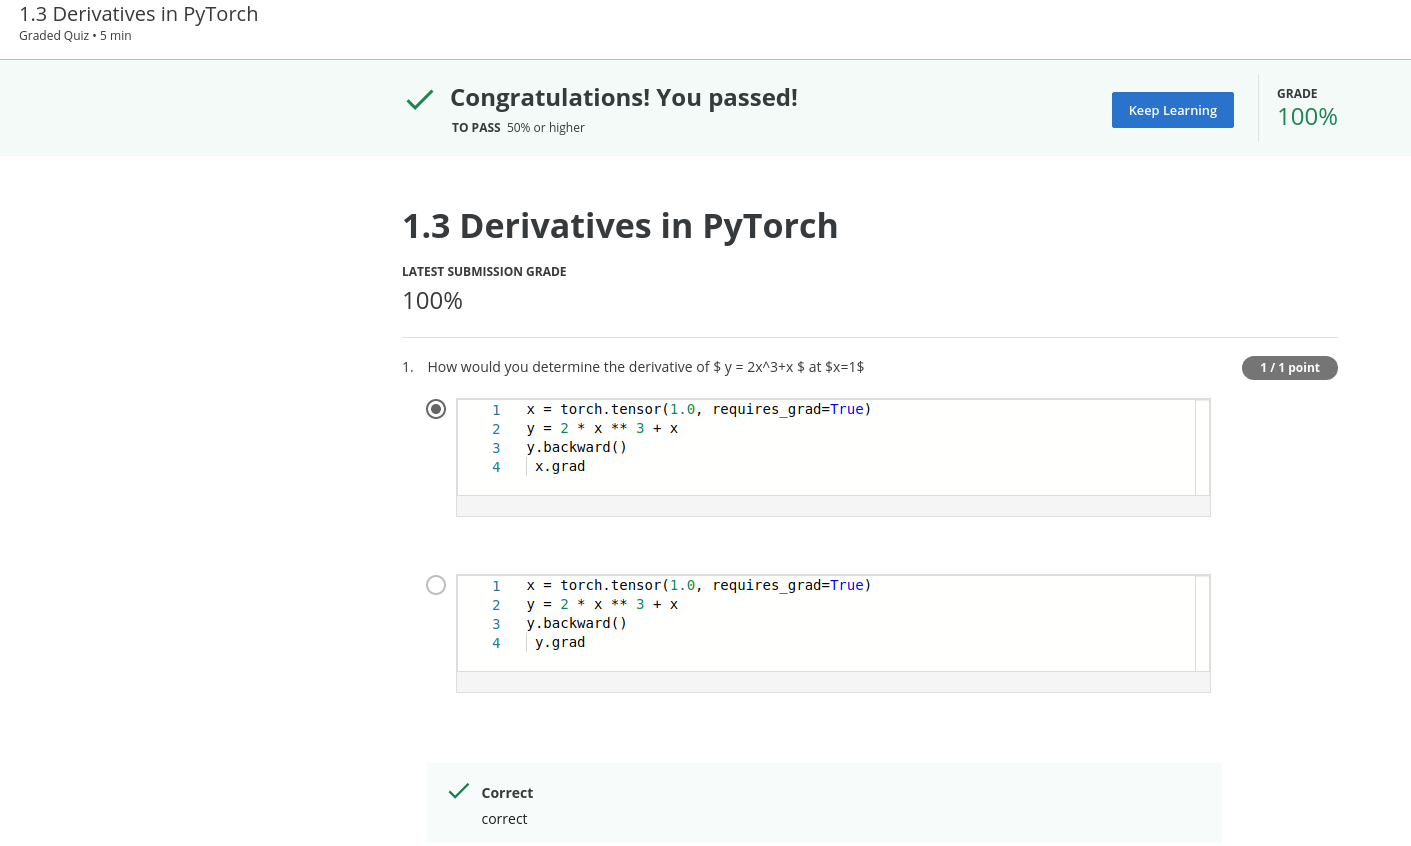 1.3 Derivatives in PyTorch
Graded Quiz • 5 min
Congratulations! You passed!
TO PASS 50% or higher
Keep Learning
GRADE
100%
1.3 Derivatives in PyTorch
LATEST SUBMISSION GRADE
100%
1. How would you determine the derivative of $ y = 2x^3+x $ at $x=1$
1 / 1 point
1 x = torch.tensor(1.0, requires_grad=True)
2 y = 2 * x ** 3 + x
3 y.backward()
4  x.grad
1 x = torch.tensor(1.0, requires_grad=True)
2 y = 2 * x ** 3 + x
3 y.backward()
4  y.grad
Correct
correct